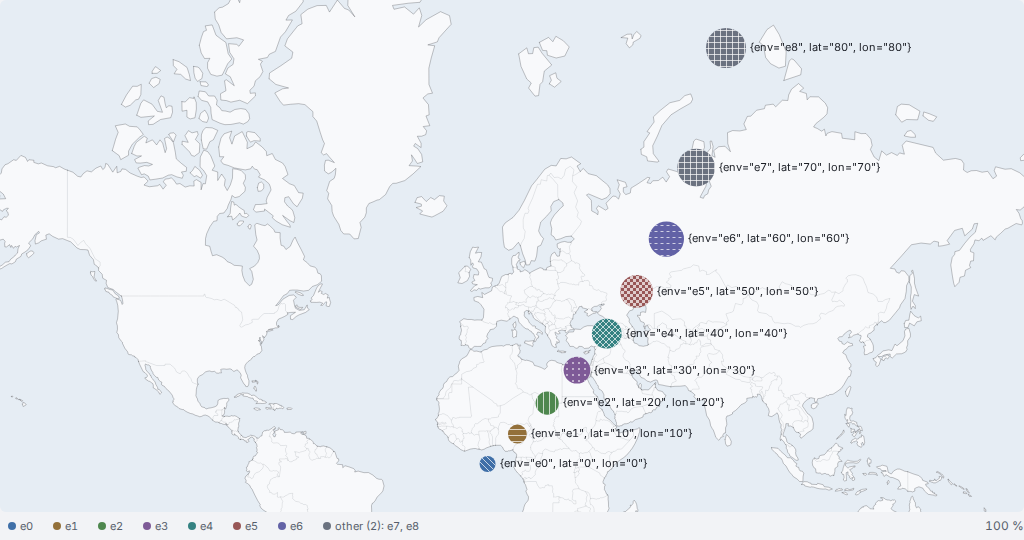 {env="e8", lat="80", lon="80"}
{env="e7", lat="70", lon="70"}
{env="e6", lat="60", lon="60"}
{env="e5", lat="50", lon="50"}
{env="e4", lat="40", lon="40"}
{env="e3", lat="30", lon="30"}
{env="e2", lat="20", lon="20"}
{env="e1", lat="10", lon="10"}
{env="e0", lat="0", lon="0"}
e0 e1 e2 e3 e4 e5 e6 other (2): e7, e8 100 %